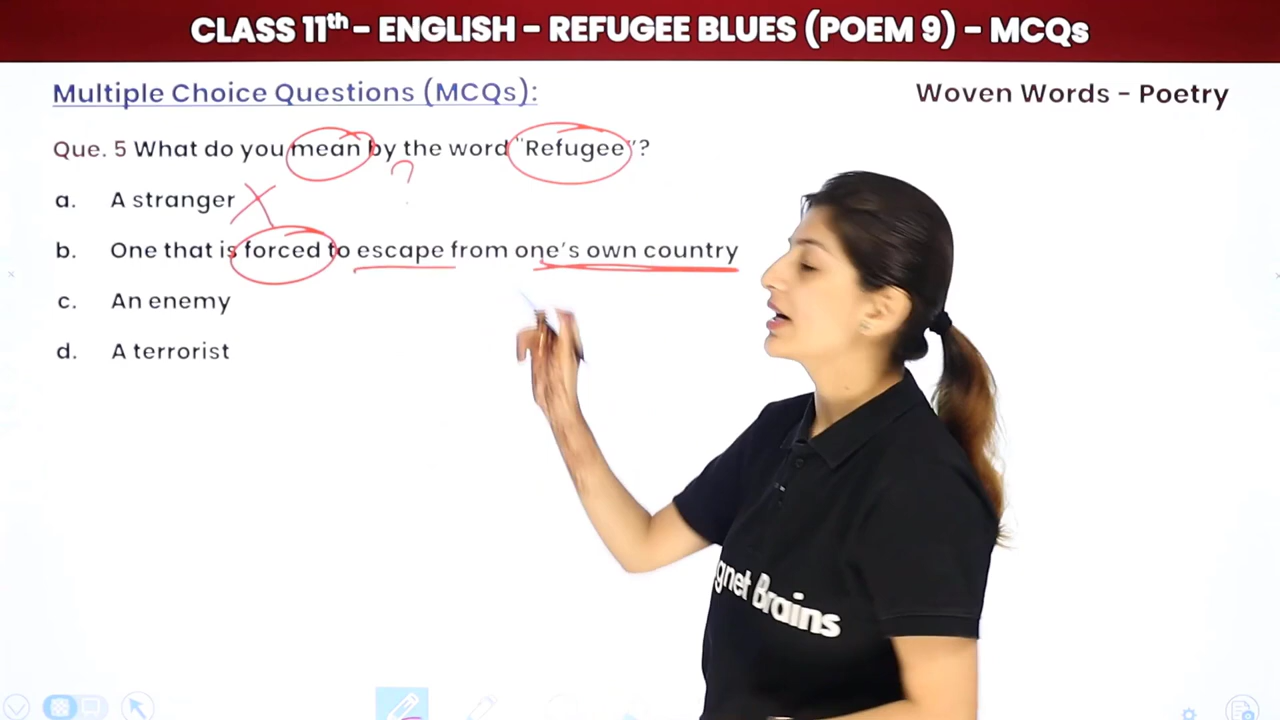 CLASS 11th - ENGLISH - REFUGEE BLUES (POEM 9) - MCQs
Multiple Choice Questions (MCQs):
Woven Words - Poetry
Que. 5 What do you mean by the word "Refugee"?
?
a. A stranger
b. One that is forced to escape from one's own country
c. An enemy
d. A terrorist
gnet Brains